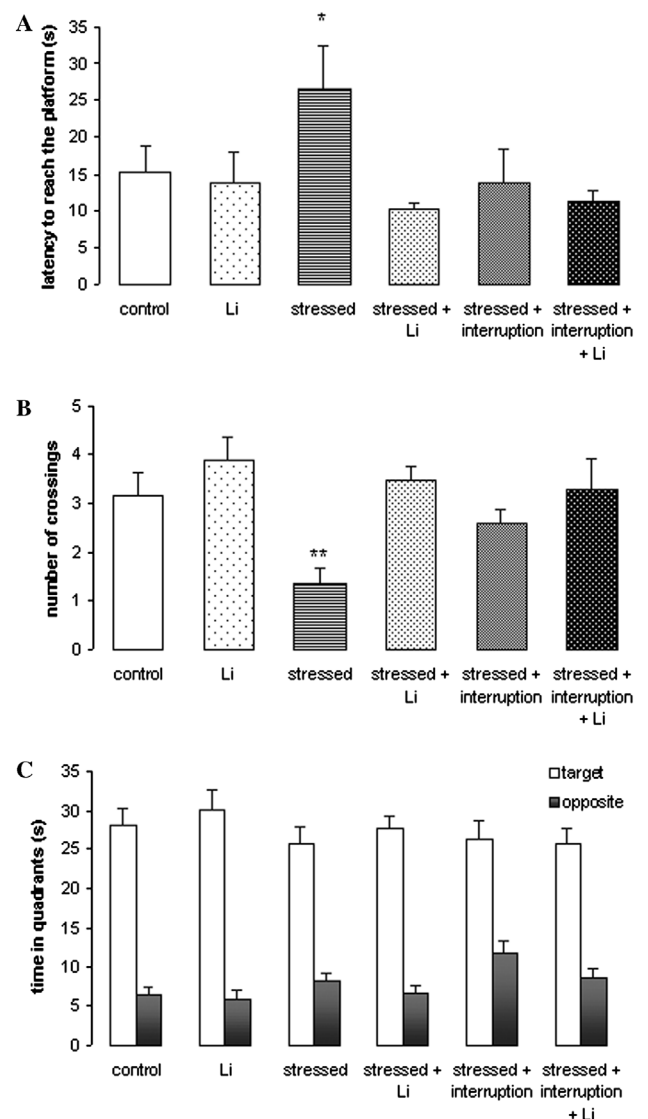 A
latency to reach the platform (s)
35
30
25
20
15
10
5
0
*
control
Li
stressed
stressed +
Li
stressed +
interruption
stressed +
interruption
+ Li
B
number of crossings
5
4
3
2
1
0
**
control
Li
stressed
stressed +
Li
stressed +
interruption
stressed +
interruption
+ Li
C
time in quadrants (s)
35
30
25
20
15
10
5
0
target
opposite
control
Li
stressed
stressed +
Li
stressed +
interruption
stressed +
interruption
+ Li